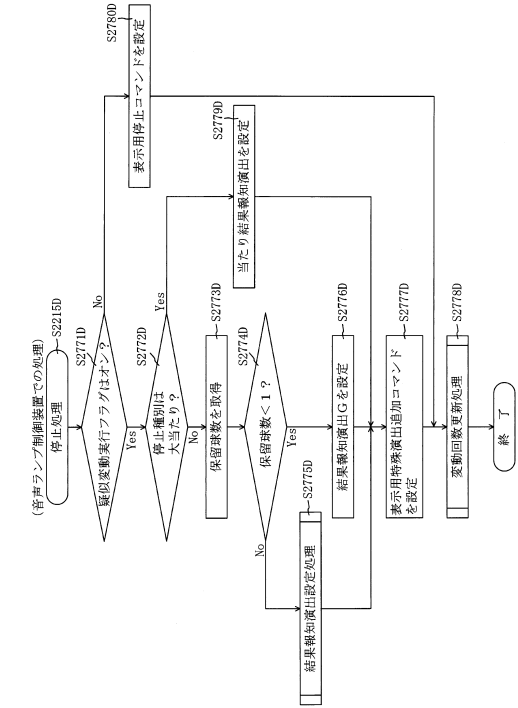 (音声ランプ制御装置での処理)
停止処理
S2215D
疑似変動実行フラグはオン?
S2771D
No
Yes
表示用停止コマンドを設定
S2780D
停止種別は
大当たり?
S2772D
Yes
No
当たり結果報知演出を設定
S2779D
保留球数を取得
S2773D
保留球数<1?
S2774D
No
Yes
結果報知演出設定処理
S2775D
結果報知演出Gを設定
S2776D
表示用特殊演出追加コマンド
を設定
S2777D
変動回数更新処理
S2778D
終 了